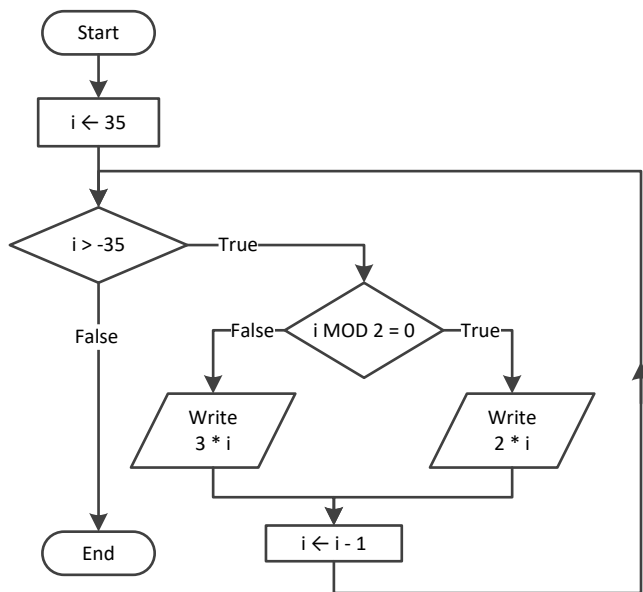 Start
i ← 35
i > -35
True
False
i MOD 2 = 0
False
True
Write
3 * i
Write
2 * i
i ← i - 1
End